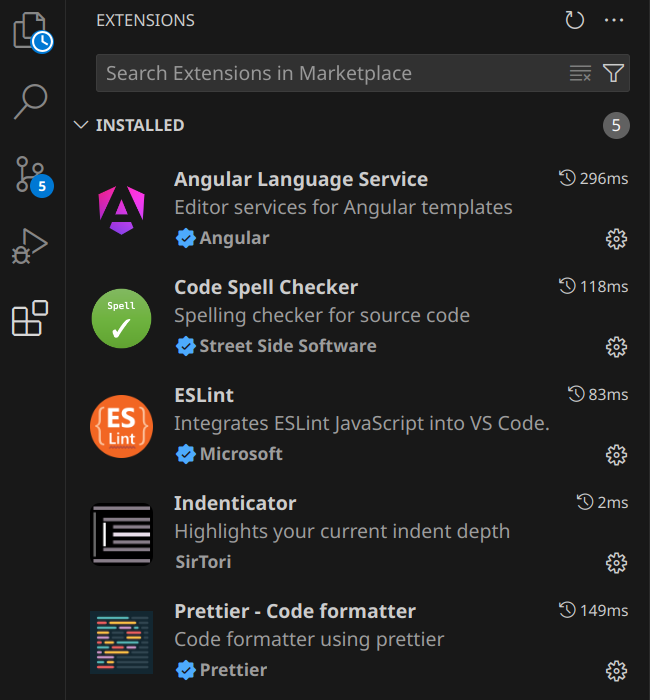 EXTENSIONS
Search Extensions in Marketplace
INSTALLED 5
5
Angular Language Service 296ms
Editor services for Angular templates
Angular
Spell
Code Spell Checker 118ms
Spelling checker for source code
Street Side Software
ES
Lint
ESLint 83ms
Integrates ESLint JavaScript into VS Code.
Microsoft
Indenticator 2ms
Highlights your current indent depth
SirTori
Prettier - Code formatter 149ms
Code formatter using prettier
Prettier